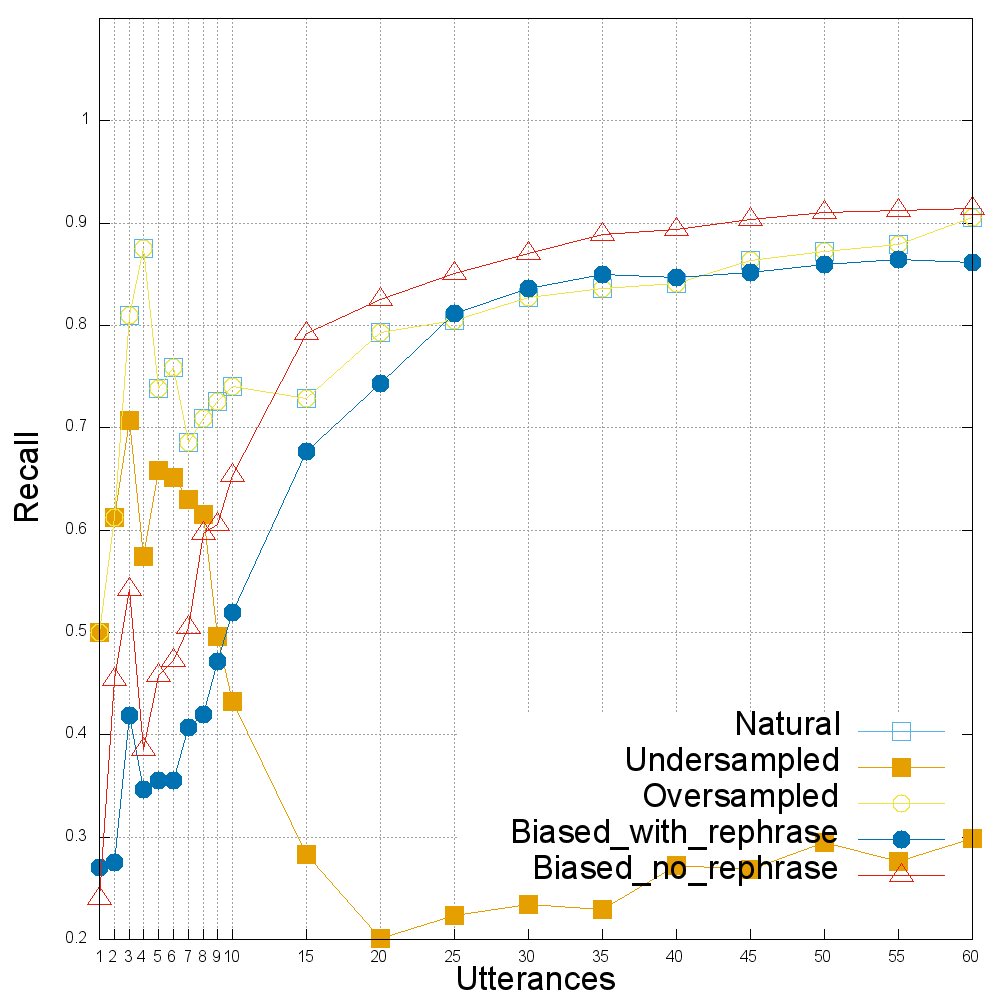 1
0.9
0.8
0.7
0.6
0.5
0.4
0.3
0.2
Recall
Natural
Undersampled
Oversampled
Biased_with_rephrase
Biased_no_rephrase
1 2 3 4 5 6 7 8 9 10 15 20 25 30 35 40 45 50 55 60
Utterances